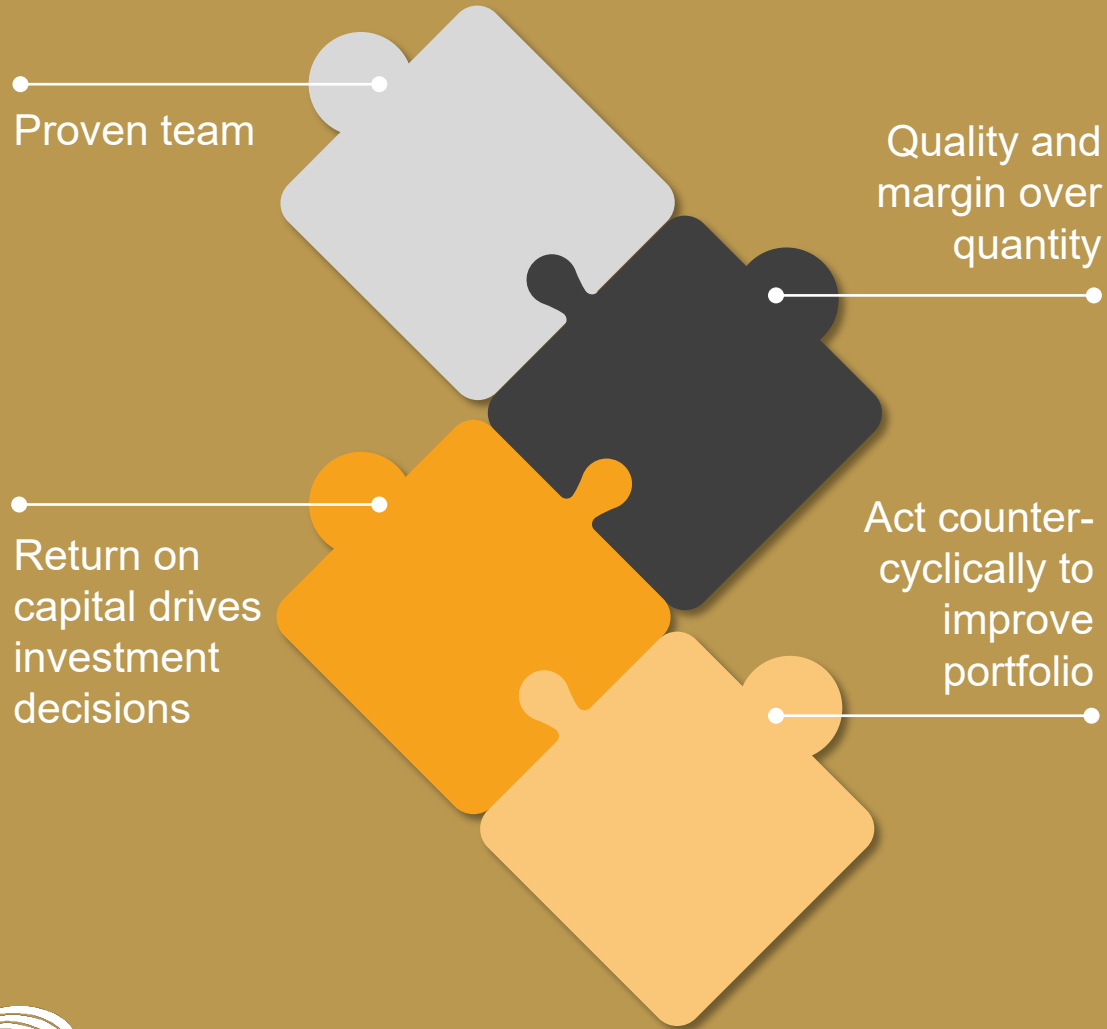 Proven team
Quality and
margin over
quantity
Return on
capital drives
investment
decisions
Act counter-
cyclically to
improve
portfolio